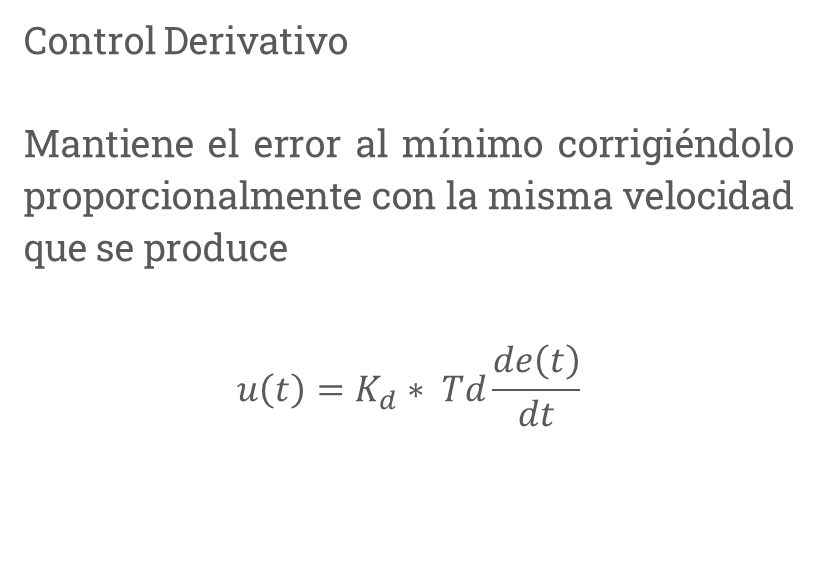 Control Derivativo
Mantiene el error al mínimo corrigiéndolo
proporcionalmente con la misma velocidad
que se produce
u(t) = K_d * Td \frac{de(t)}{dt}